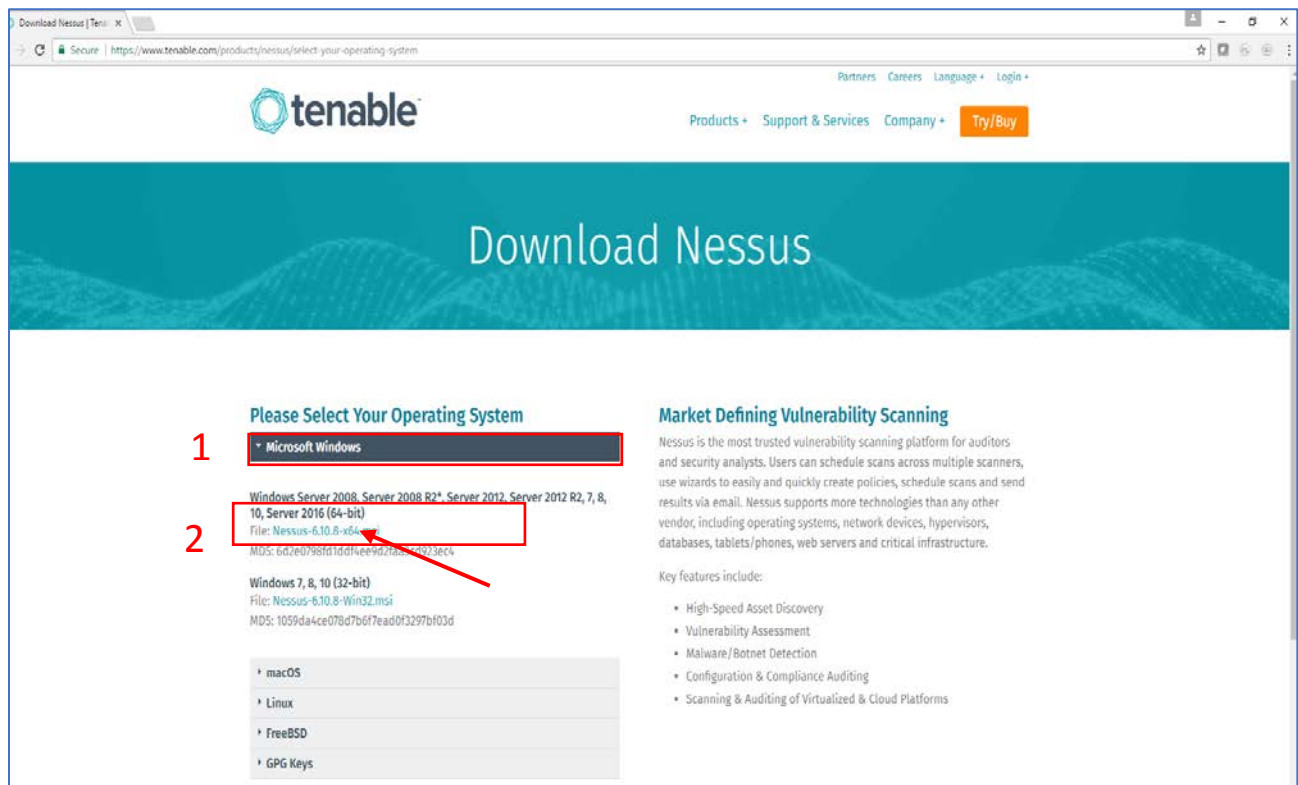 Download Nessus | Tena
Secure | https://www.tenable.com/products/nessus/select-your-operating-system
Partners Careers Language + Login +
tenable
Products + Support & Services Company + Try/Buy
Download Nessus
Please Select Your Operating System
1
Microsoft Windows
Windows Server 2008, Server 2008 R2*, Server 2012, Server 2012 R2, 7, 8,
10, Server 2016 (64-bit)
2
File: Nessus-6.10.8-x64.msi
MD5:
Windows 7, 8, 10 (32-bit)
File: Nessus-6.10.8-Win32.msi
MD5: 1059da4ce078d7b6f7ead0f3297bf03d
macOS
Linux
FreeBSD
GPG Keys
Market Defining Vulnerability Scanning
Nessus is the most trusted vulnerability scanning platform for auditors
and security analysts. Users can schedule scans across multiple scanners,
use wizards to easily and quickly create policies, schedule scans and send
results via email. Nessus supports more technologies than any other
vendor, including operating systems, network devices, hypervisors,
databases, tablets/phones, web servers and critical infrastructure.
Key features include:
• High-Speed Asset Discovery
• Vulnerability Assessment
• Malware/Botnet Detection
• Configuration & Compliance Auditing
• Scanning & Auditing of Virtualized & Cloud Platforms